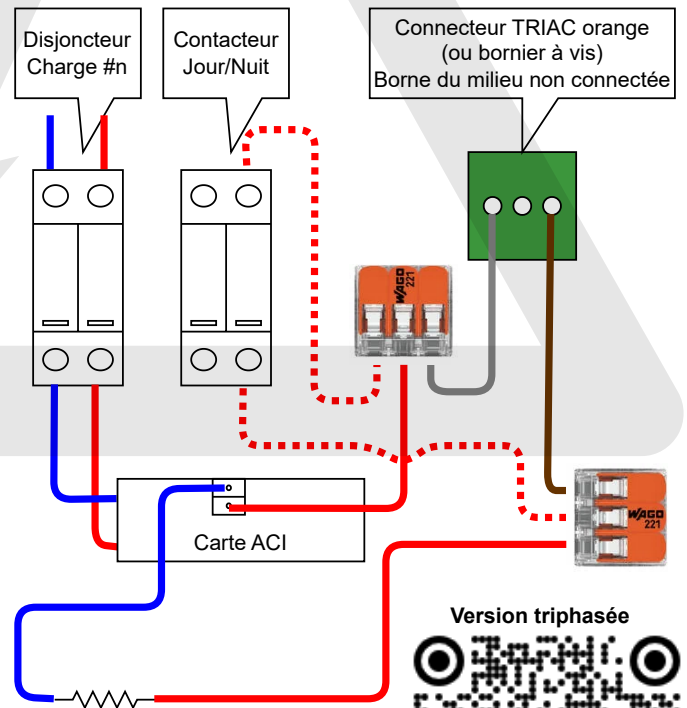 Disjoncteur
Charge #n
Contacteur
Jour/Nuit
Connecteur TRIAC orange
(ou bornier à vis)
Borne du milieu non connectée
WAGO
221
WAGO
221
Carte ACI
Version triphasée